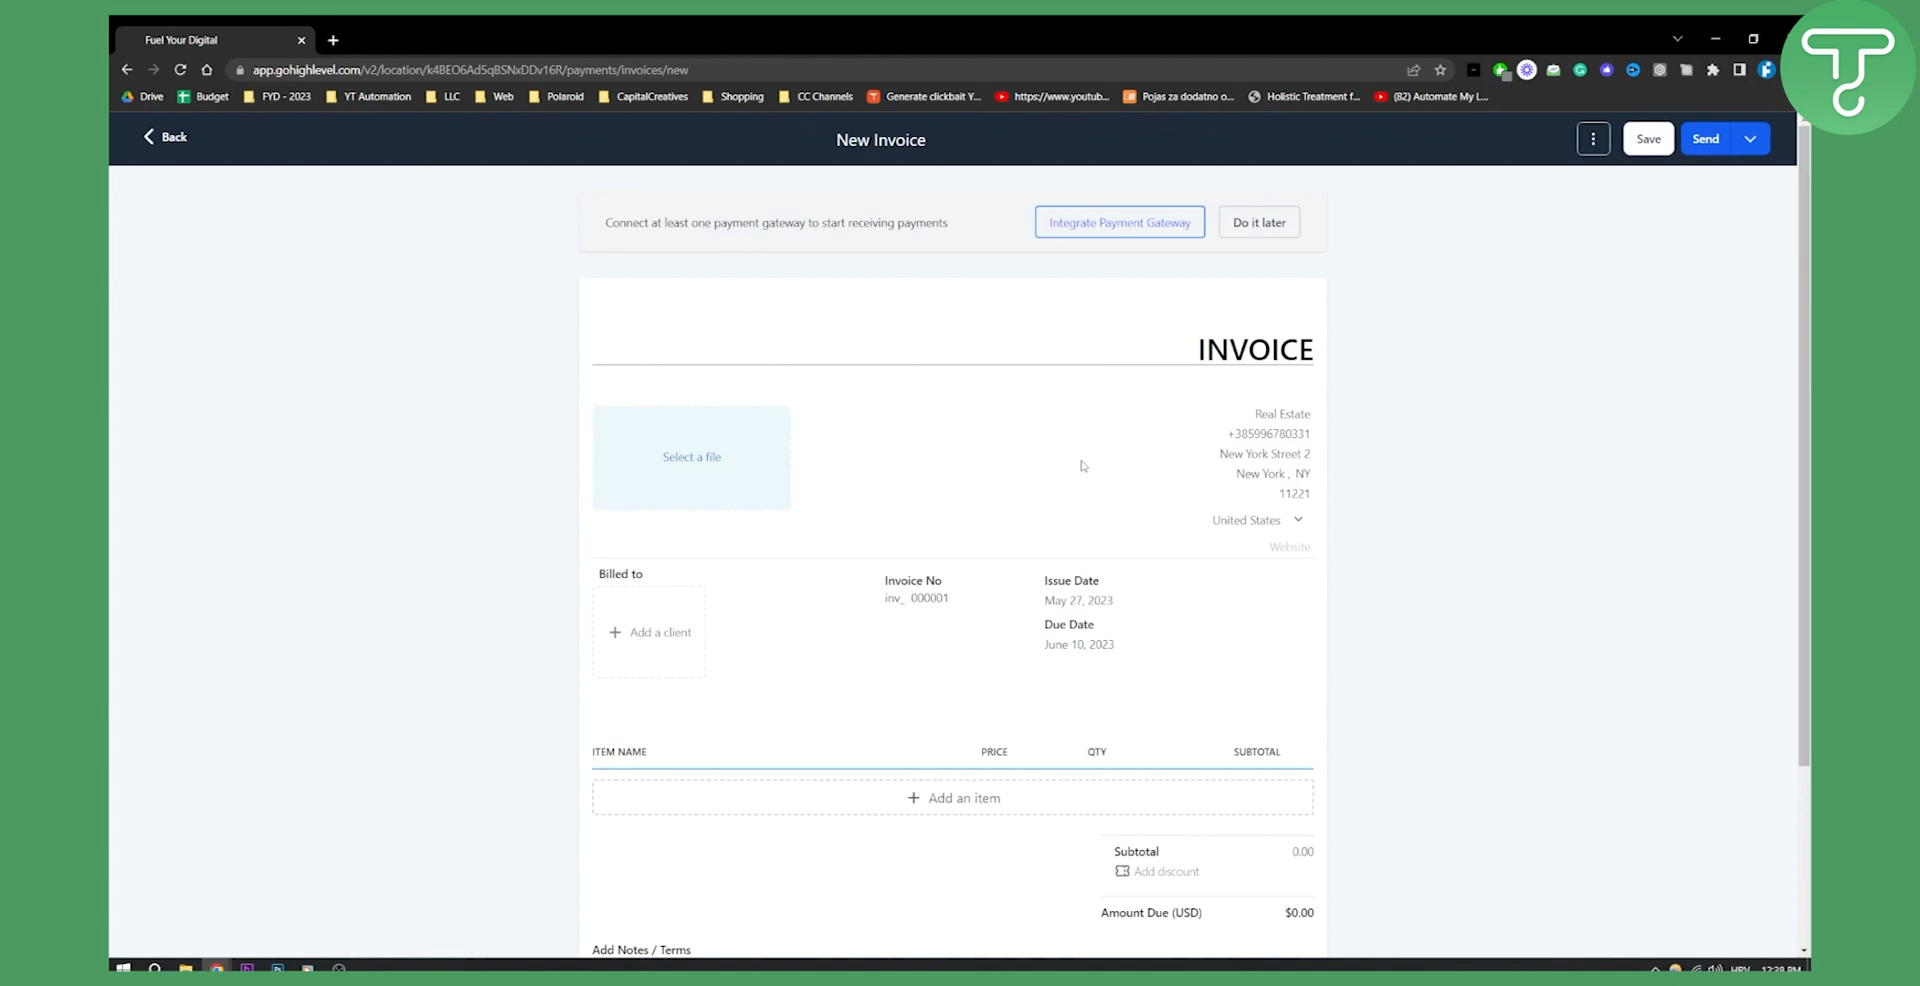 Fuel Your Digital
app.gohighlevel.com/v2/location/k4BEO6Ad5qBSNxDDv16R/payments/invoices/new
Drive Budget FYD - 2023 YT Automation LLC Web Polaroid CapitalCreatives Shopping CC Channels Generate clickbait Y... https://www.youtub... Pojas za dodatno o... Holistic Treatment f... (82) Automate My L...
Back New Invoice Save Send
Connect at least one payment gateway to start receiving payments Integrate Payment Gateway Do it later
INVOICE
Select a file
Real Estate
+385996780331
New York Street 2
New York , NY
11221
United States
Website
Billed to
+ Add a client
Invoice No
inv_ 000001
Issue Date
May 27, 2023
Due Date
June 10, 2023
ITEM NAME PRICE QTY SUBTOTAL
+ Add an item
Subtotal 0.00
Add discount
Amount Due (USD) $0.00
Add Notes / Terms
HRV 12:39 PM